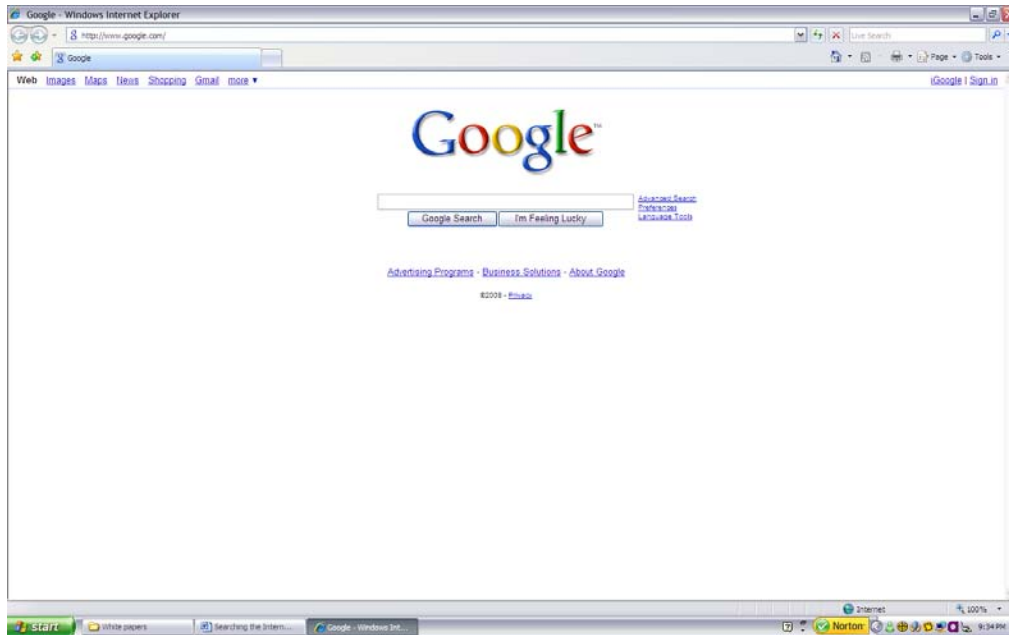 Google - Windows Internet Explorer
http://www.google.com/
Live Search
Google
Page
Tools
Web Images Maps News Shopping Gmail more ▼
iGoogle | Sign in
Google™
Advanced Search
Preferences
Language Tools
Google Search
I'm Feeling Lucky
Advertising Programs - Business Solutions - About Google
©2008 - Privacy
Internet
100%
start
White papers
Searching the Intern...
Google - Windows Int...
Norton
9:34 PM